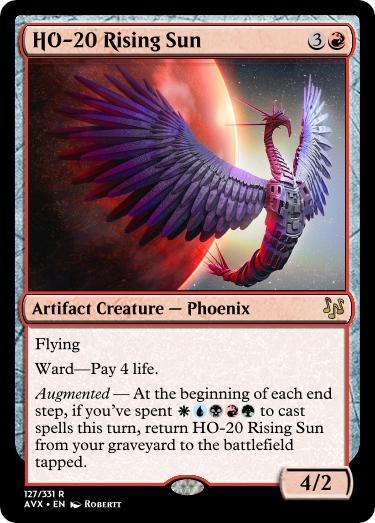 HO-20 Rising Sun 3
Artifact Creature — Phoenix
Flying
Ward—Pay 4 life.
Augmented — At the beginning of each end
step, if you've spent to cast
spells this turn, return HO-20 Rising Sun
from your graveyard to the battlefield
tapped.
4/2
127/331 R
AVX • EN Robertt